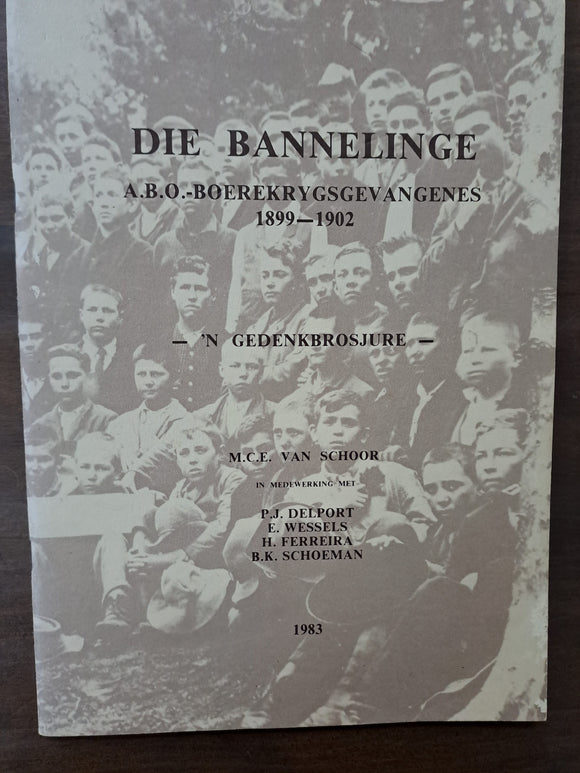 DIE BANNELINGE
A.B.O.-BOEREKRYGSGEVANGENES
1899—1902
— 'N GEDENKBROSJURE —
M.C.E. VAN SCHOOR
IN MEDEWERKING MET
P.J. DELPORT
E. WESSELS
H. FERREIRA
B.K. SCHOEMAN
1983